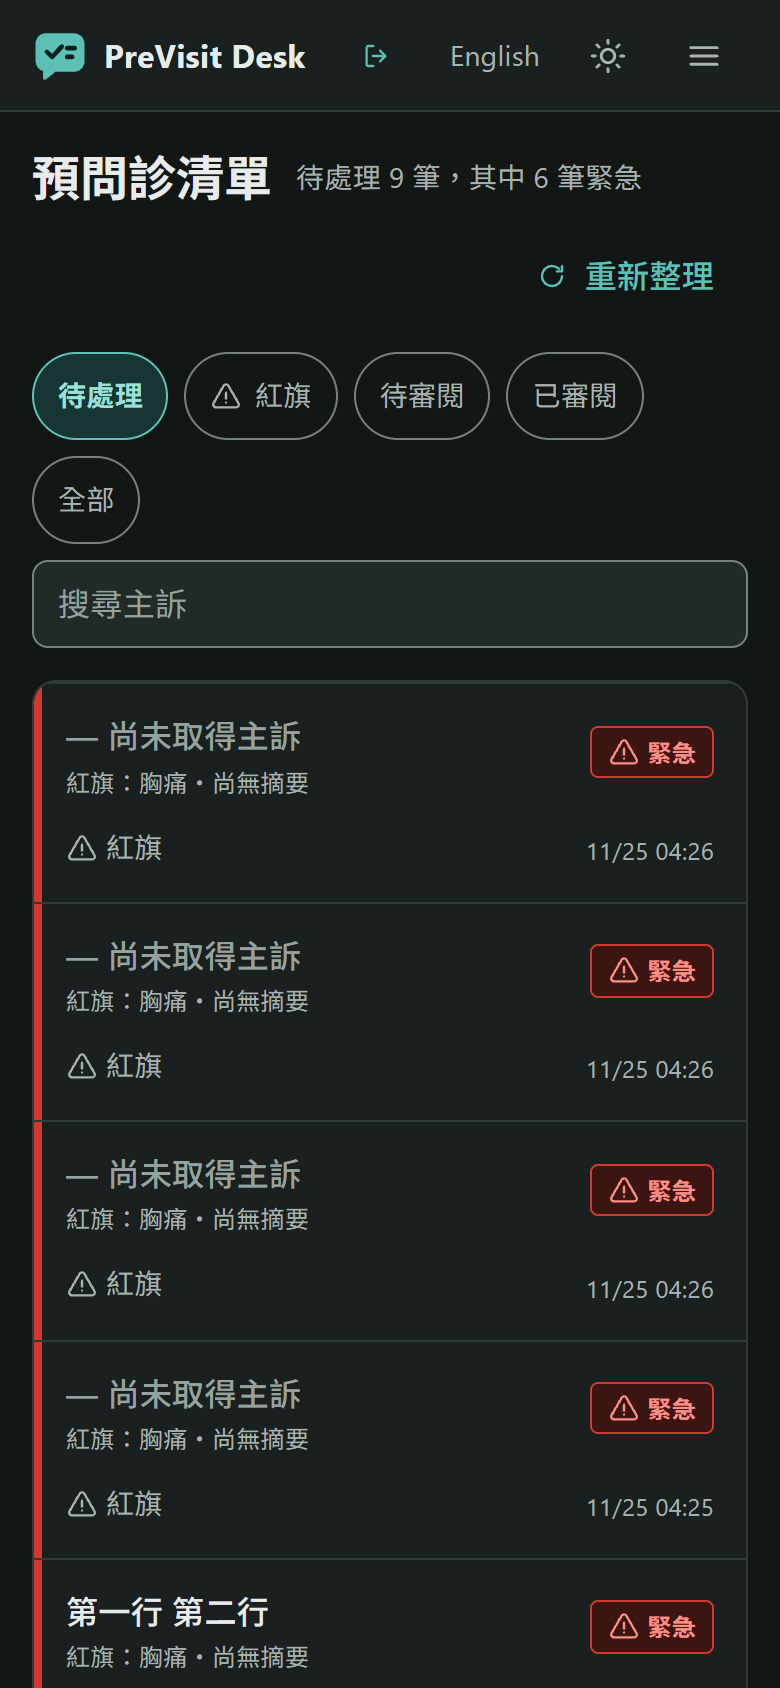 PreVisit Desk English
預問診清單 待處理 9 筆，其中 6 筆緊急
重新整理
待處理 紅旗 待審閱 已審閱
全部
搜尋主訴
— 尚未取得主訴 緊急
紅旗：胸痛・尚無摘要
紅旗 11/25 04:26
— 尚未取得主訴 緊急
紅旗：胸痛・尚無摘要
紅旗 11/25 04:26
— 尚未取得主訴 緊急
紅旗：胸痛・尚無摘要
紅旗 11/25 04:26
— 尚未取得主訴 緊急
紅旗：胸痛・尚無摘要
紅旗 11/25 04:25
第一行 第二行 緊急
紅旗：胸痛・尚無摘要